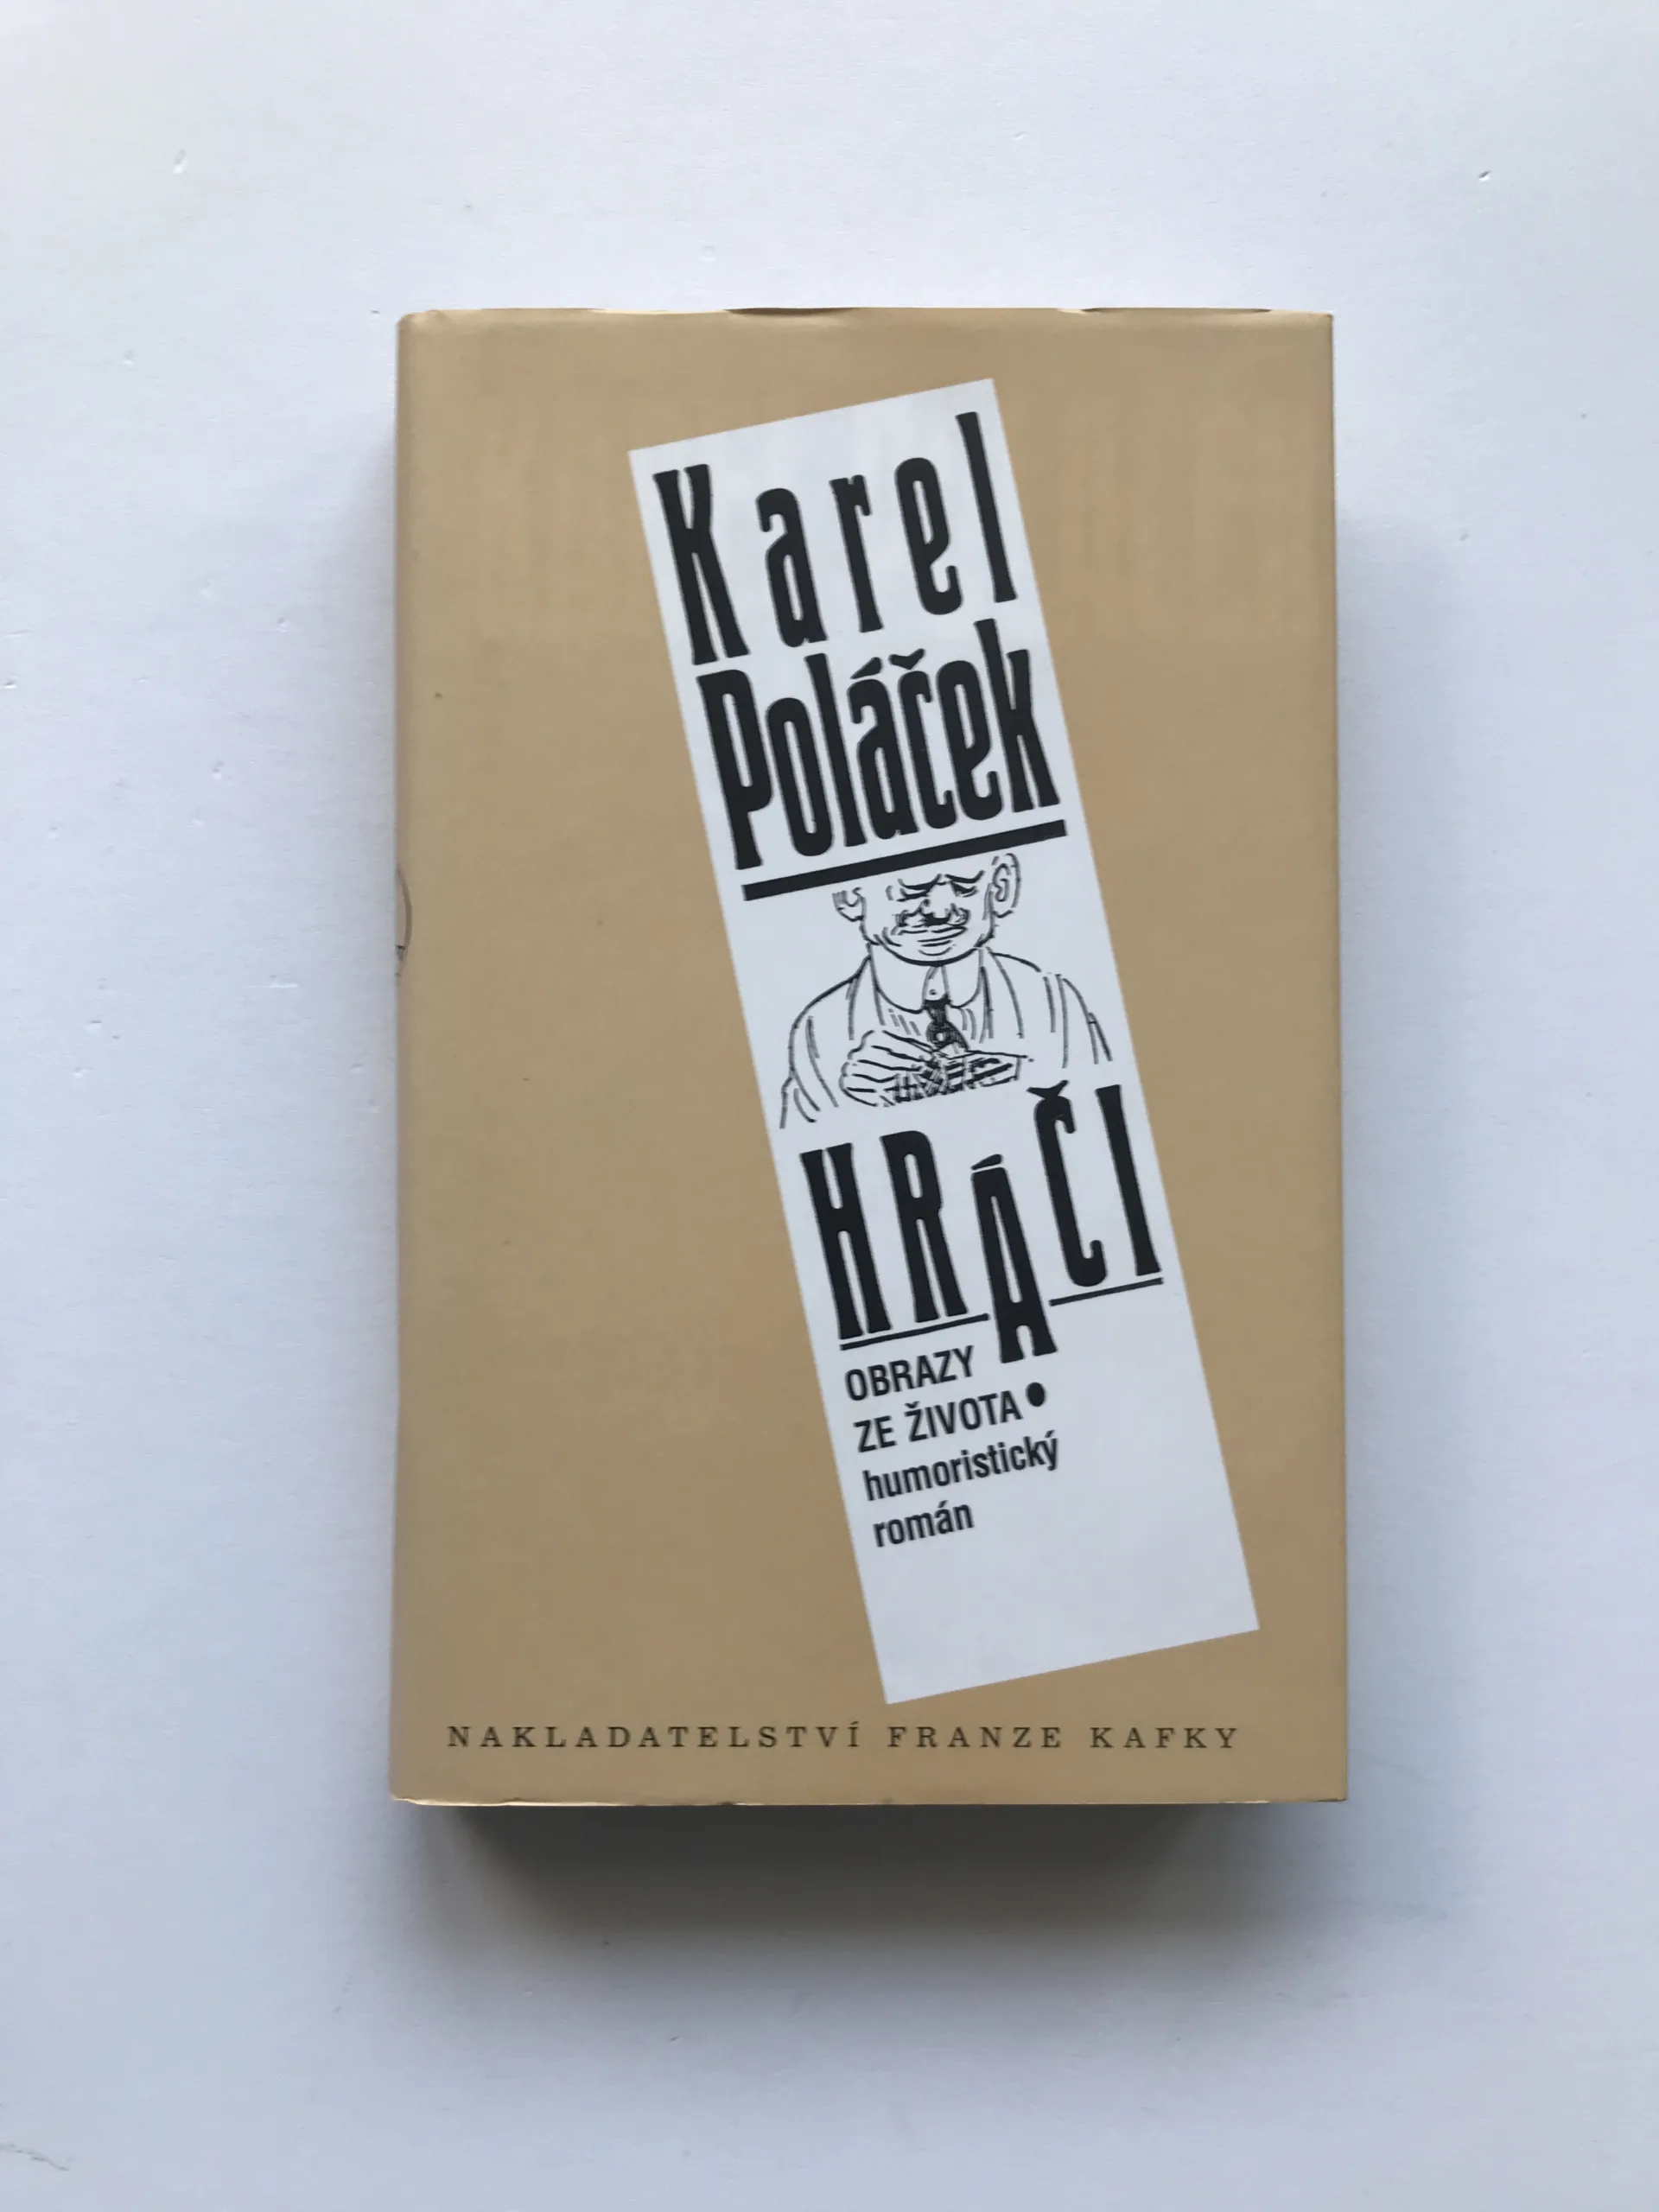 Karel
Poláček
HRÁČI
OBRAZY
ZE ŽIVOTA •
humoristický
román
NAKLADATELSTVÍ FRANZE KAFKY